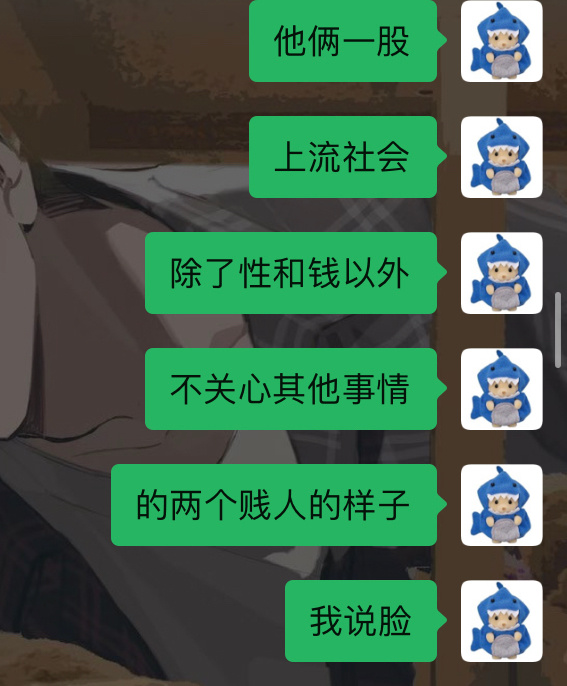 他俩一股
上流社会
除了性和钱以外
不关心其他事情
的两个贱人的样子
我说脸